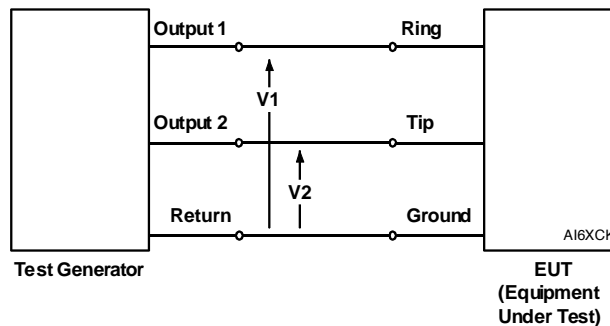 Output 1
Ring
V1
Output 2
Tip
V2
Return
Ground
AI6XCK
Test Generator
EUT
(Equipment
Under Test)